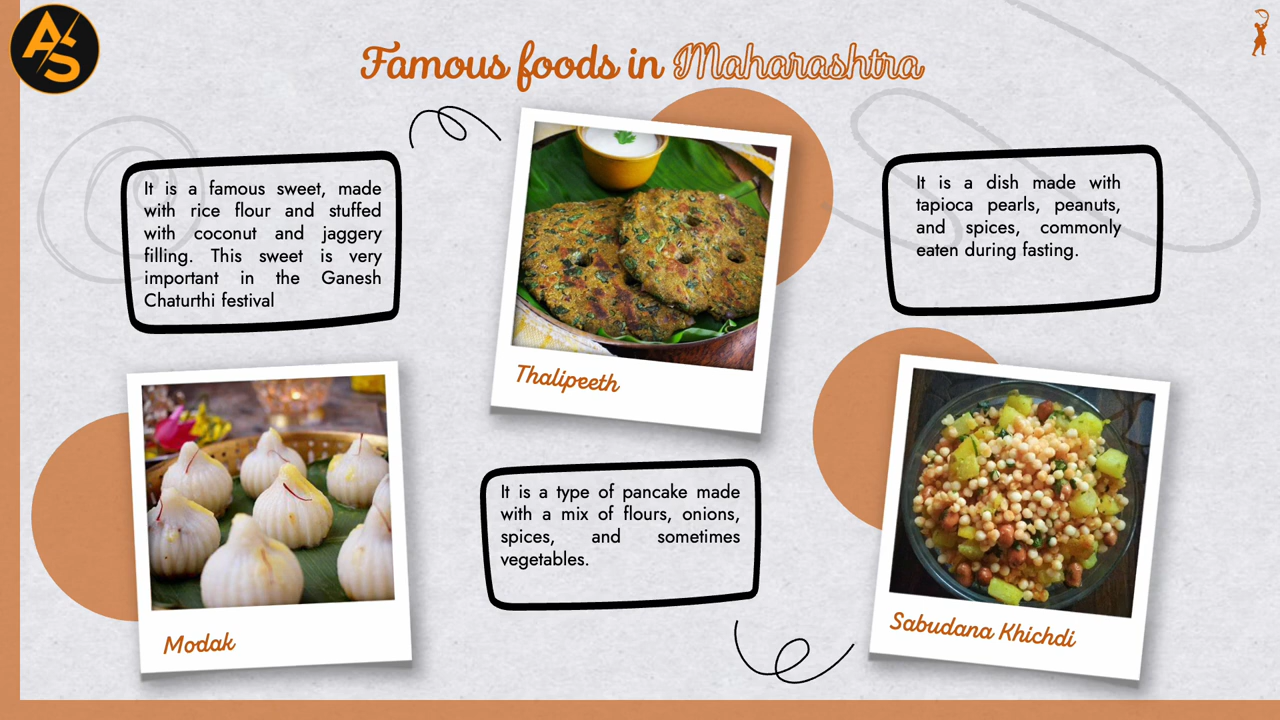 AS
Famous foods in Maharashtra
It is a famous sweet, made
with rice flour and stuffed
with coconut and jaggery
filling. This sweet is very
important in the Ganesh
Chaturthi festival
Modak
Thalipeeth
It is a type of pancake made
with a mix of flours, onions,
spices, and sometimes
vegetables.
It is a dish made with
tapioca pearls, peanuts,
and spices, commonly
eaten during fasting.
Sabudana Khichdi